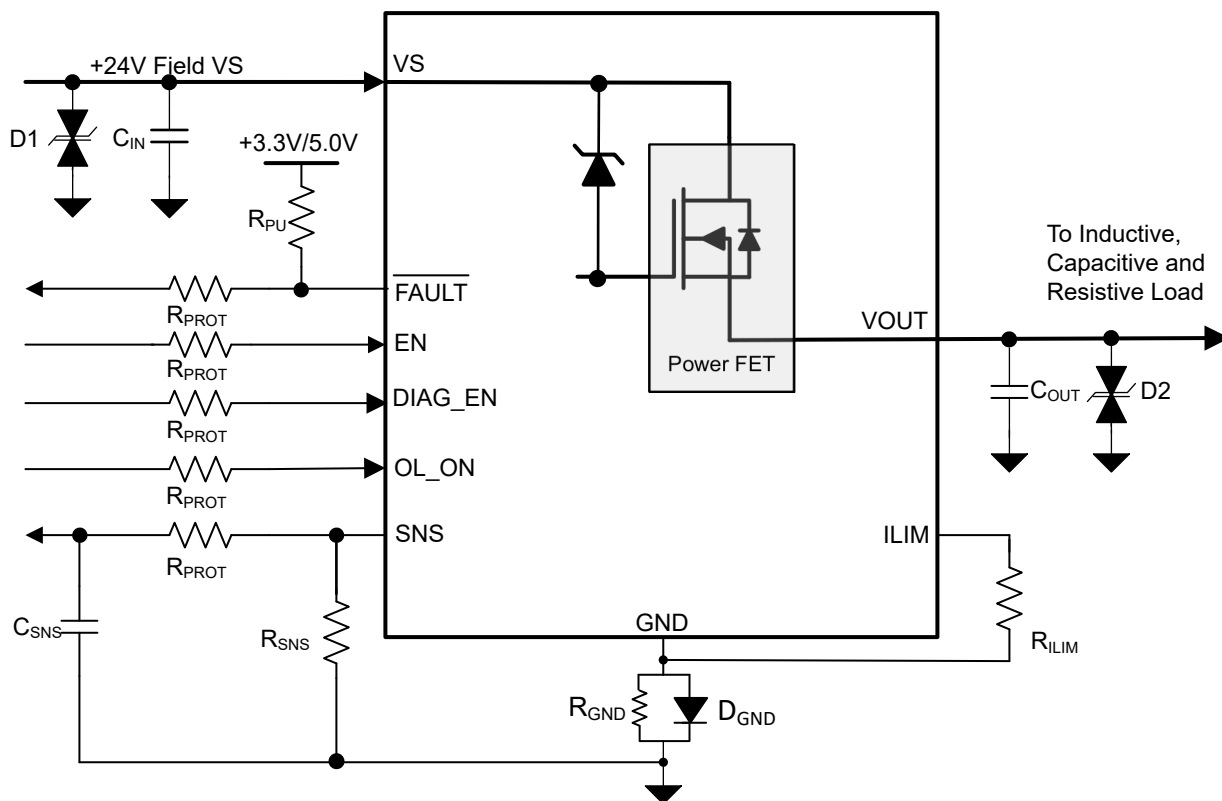 +24V Field VS
VS
D1
CIN
+3.3V/5.0V
RPU
To Inductive,
Capacitive and
Resistive Load
FAULT
RPROT
VOUT
EN
RPROT
Power FET
DIAG_EN
RPROT
COUT
D2
OL_ON
RPROT
SNS
ILIM
RPROT
CSNS
RSNS
GND
RILIM
RGND
DGND